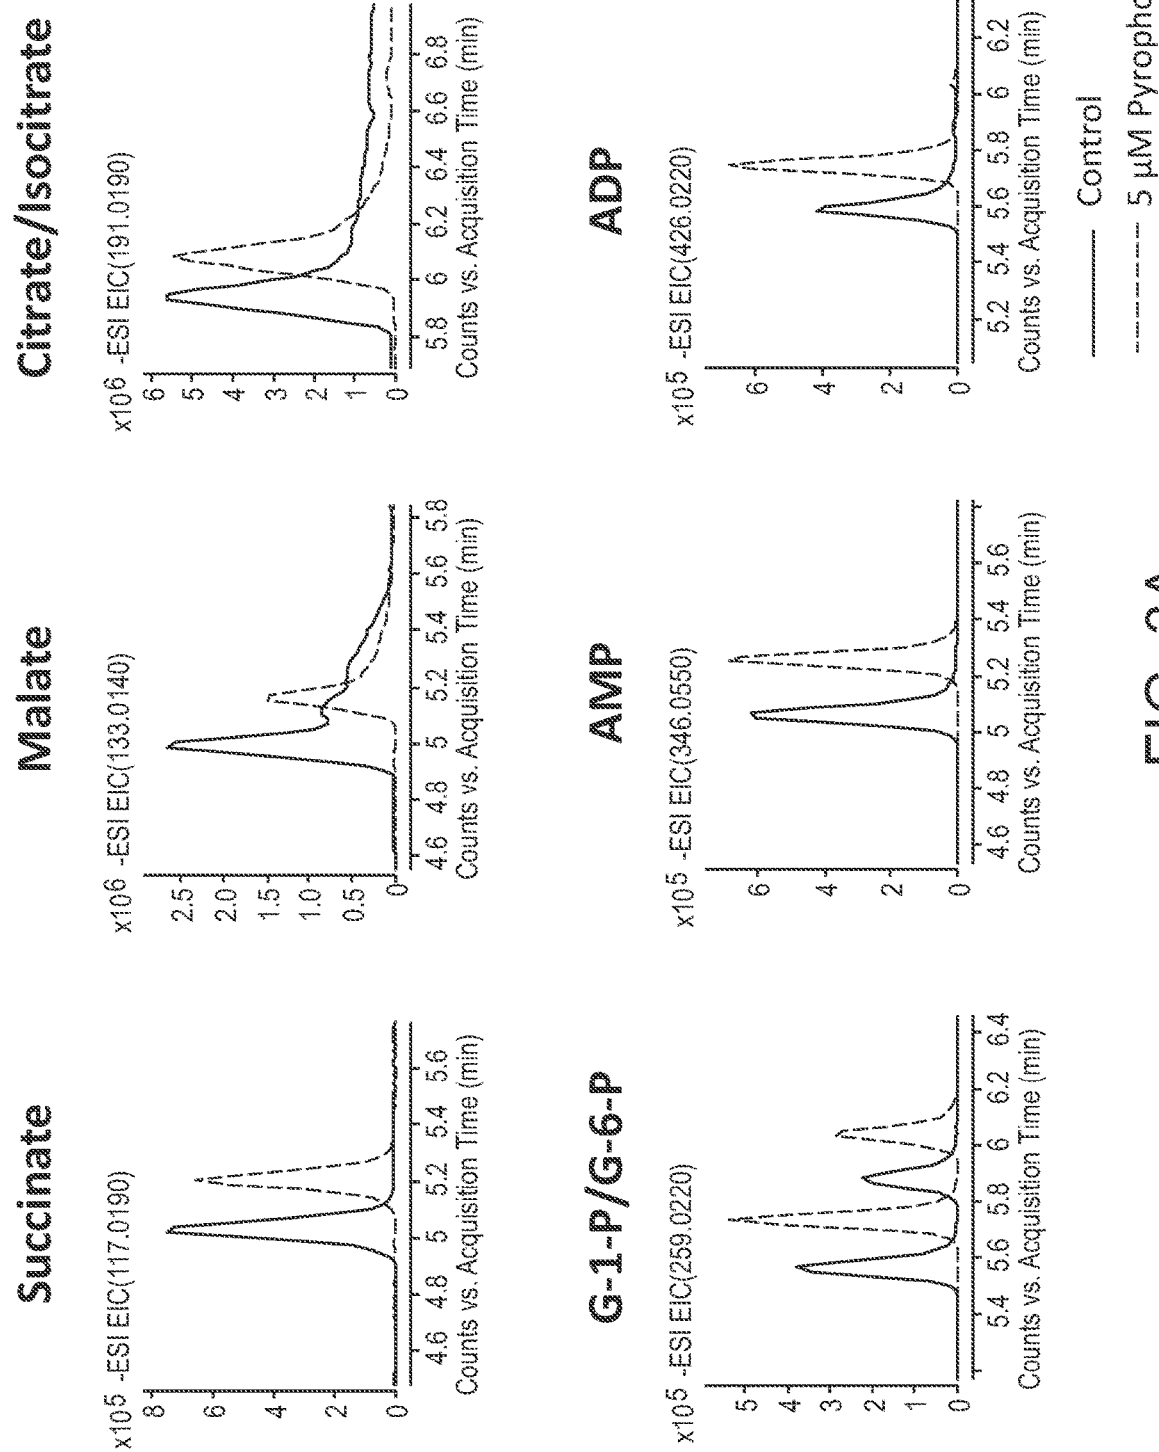 Succinate
x10⁵ -ESI EIC(117.0190)
8
6
4
2
0
4.6 4.8 5 5.2 5.4 5.6
Counts vs. Acquisition Time (min)
Malate
x10⁶ -ESI EIC(133.0140)
2.5
2.0
1.5
1.0
0.5
0
4.6 4.8 5 5.2 5.4 5.6 5.8
Counts vs. Acquisition Time (min)
Citrate/Isocitrate
x10⁶ -ESI EIC(191.0190)
6
5
4
3
2
1
0
5.8 6 6.2 6.4 6.6 6.8
Counts vs. Acquisition Time (min)
G-1-P/G-6-P
x10⁵ -ESI EIC(259.0220)
5
4
3
2
1
0
5.4 5.6 5.8 6 6.2 6.4
Counts vs. Acquisition Time (min)
AMP
x10⁵ -ESI EIC(346.0550)
6
4
2
0
4.6 4.8 5 5.2 5.4 5.6
Counts vs. Acquisition Time (min)
ADP
x10⁵ -ESI EIC(426.0220)
6
4
2
0
5.2 5.4 5.6 5.8 6 6.2
Counts vs. Acquisition Time (min)
Control
5 µM Pyropho